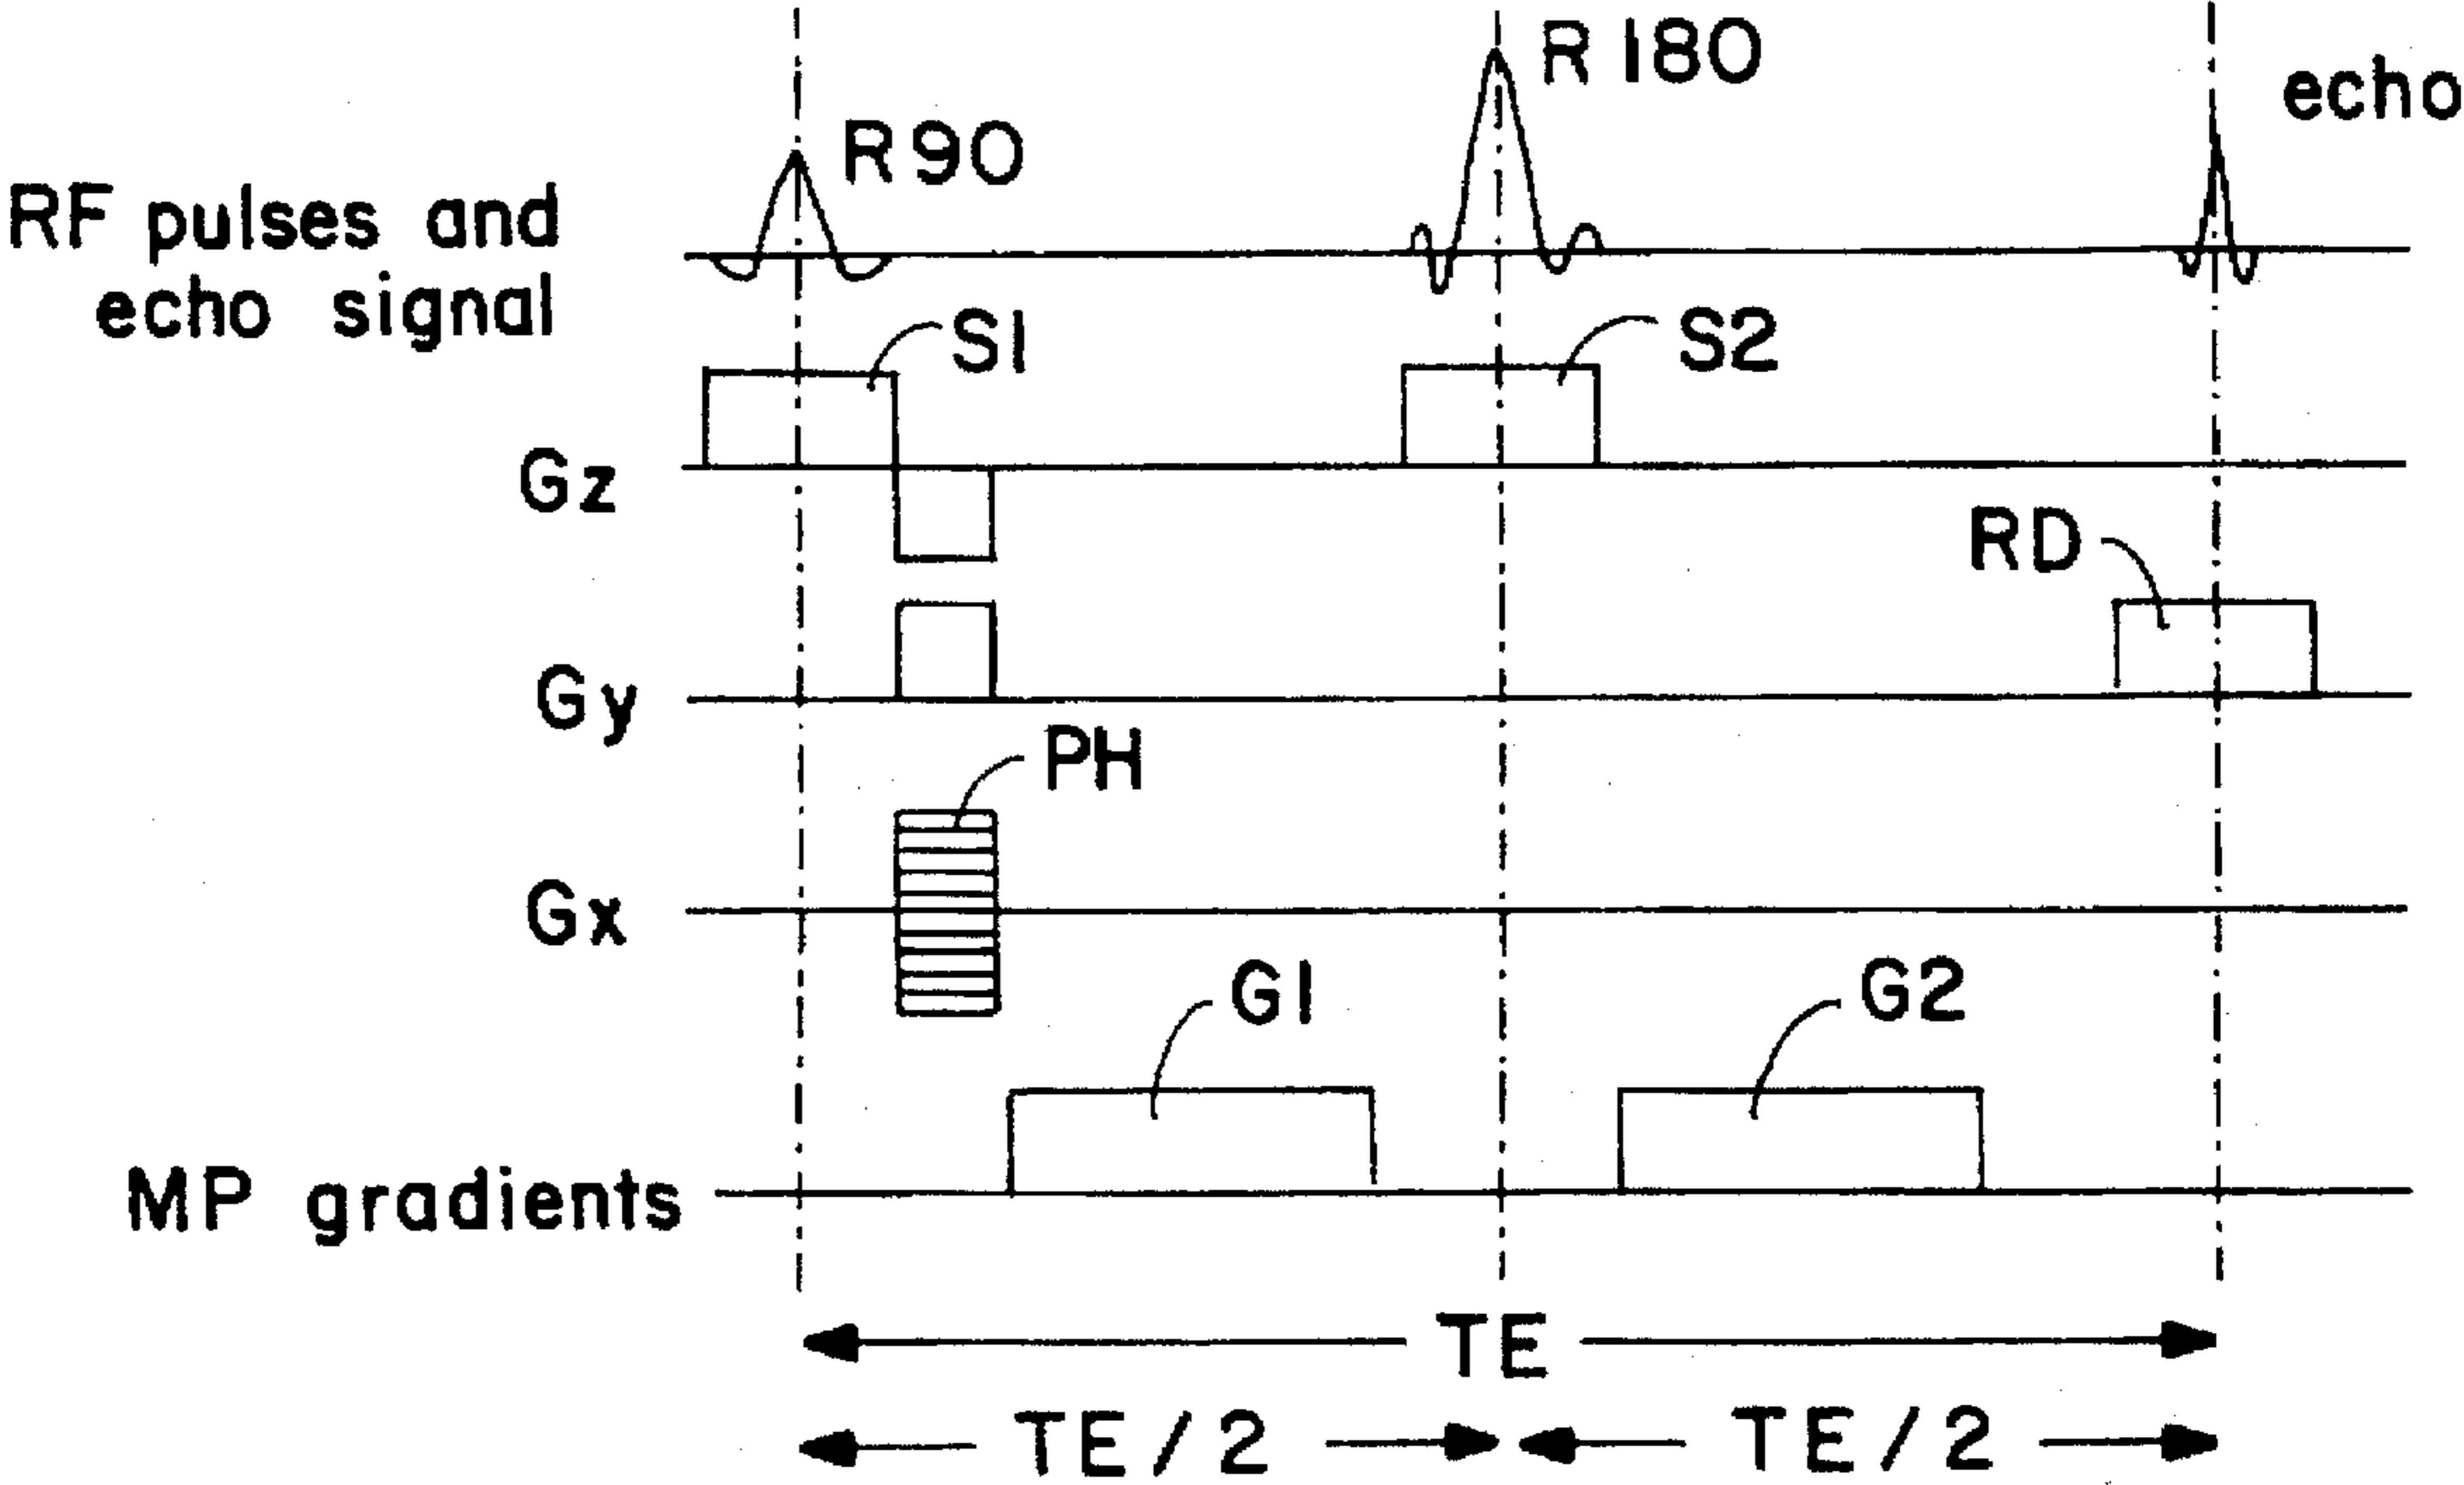 R180
echo
R90
RF pulses and
echo signal
S1
S2
Gz
RD
Gy
PH
Gx
G1
G2
MP gradients
TE
TE/2
TE/2